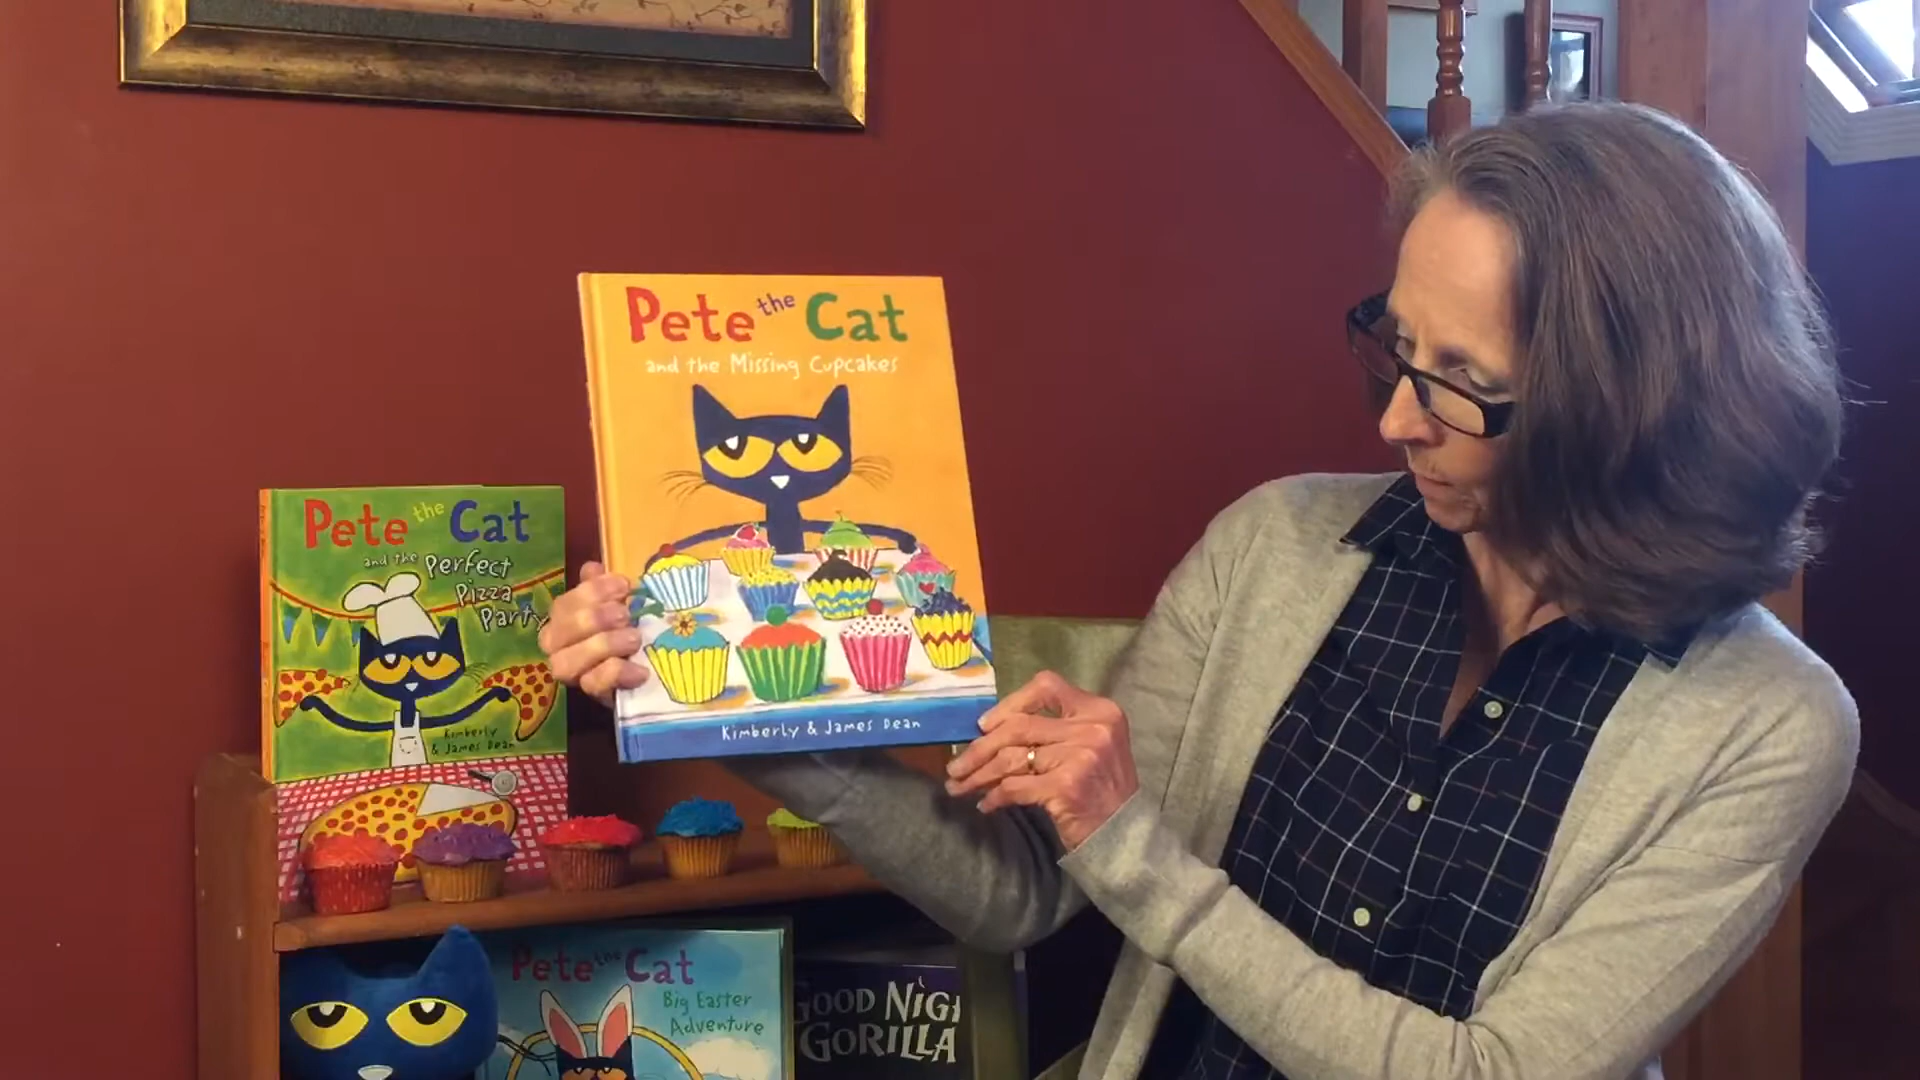 Pete the Cat
and the Missing Cupcakes
Kimberly & James Dean
Pete the Cat
and the Perfect
Pizza
Party
Kimberly
& James Dean
Pete the Cat
Big Easter
Adventure
GOOD NIGH
GORILLA